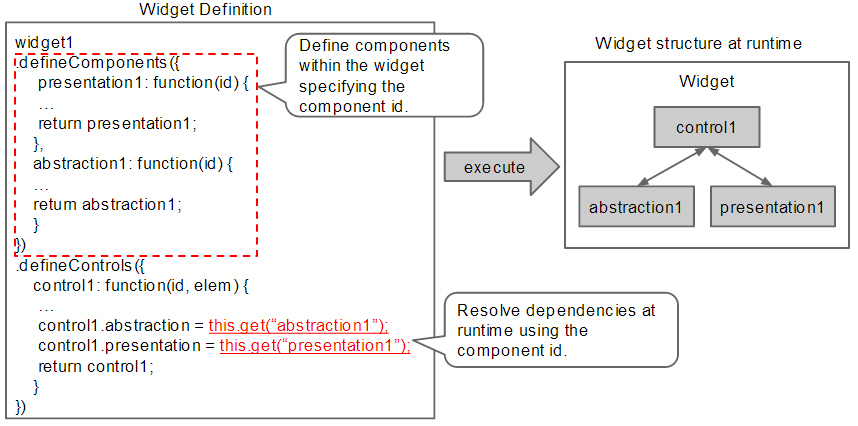 Widget Definition
widget1
.defineComponents({
presentation1: function(id) {
...
return presentation1;
},
abstraction1: function(id) {
...
return abstraction1;
}
})
.defineControls({
control1: function(id, elem) {
...
control1.abstraction = this.get(“abstraction1”);
control1.presentation = this.get(“presentation1”);
return control1;
}
})
Define components
within the widget
specifying the
component id.
Resolve dependencies at
runtime using the
component id.
execute
Widget structure at runtime
Widget
control1
abstraction1
presentation1